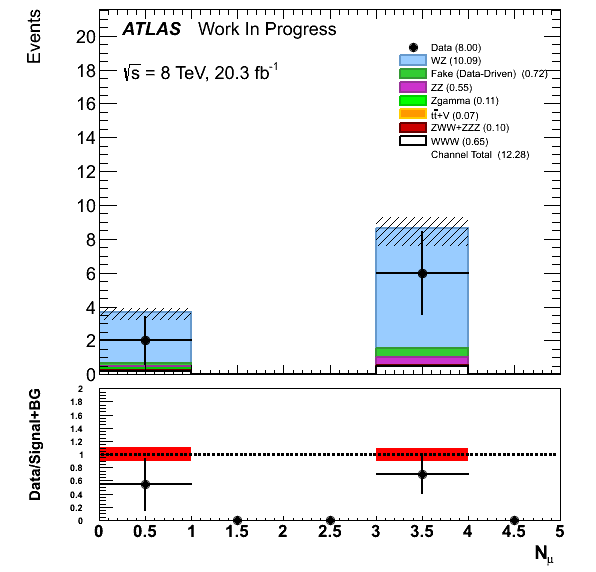 Events
ATLAS Work In Progress
√s = 8 TeV, 20.3 fb⁻¹
Data (8.00)
WZ (10.09)
Fake (Data-Driven) (0.72)
ZZ (0.55)
Zgamma (0.11)
tt̄+V (0.07)
ZWW+ZZZ (0.10)
WWW (0.65)
Channel Total (12.28)
20
18
16
14
12
10
8
6
4
2
0
Data/Signal+BG
2
1.8
1.6
1.4
1.2
1
0.8
0.6
0.4
0.2
0
0 0.5 1 1.5 2 2.5 3 3.5 4 4.5 5
Nμ